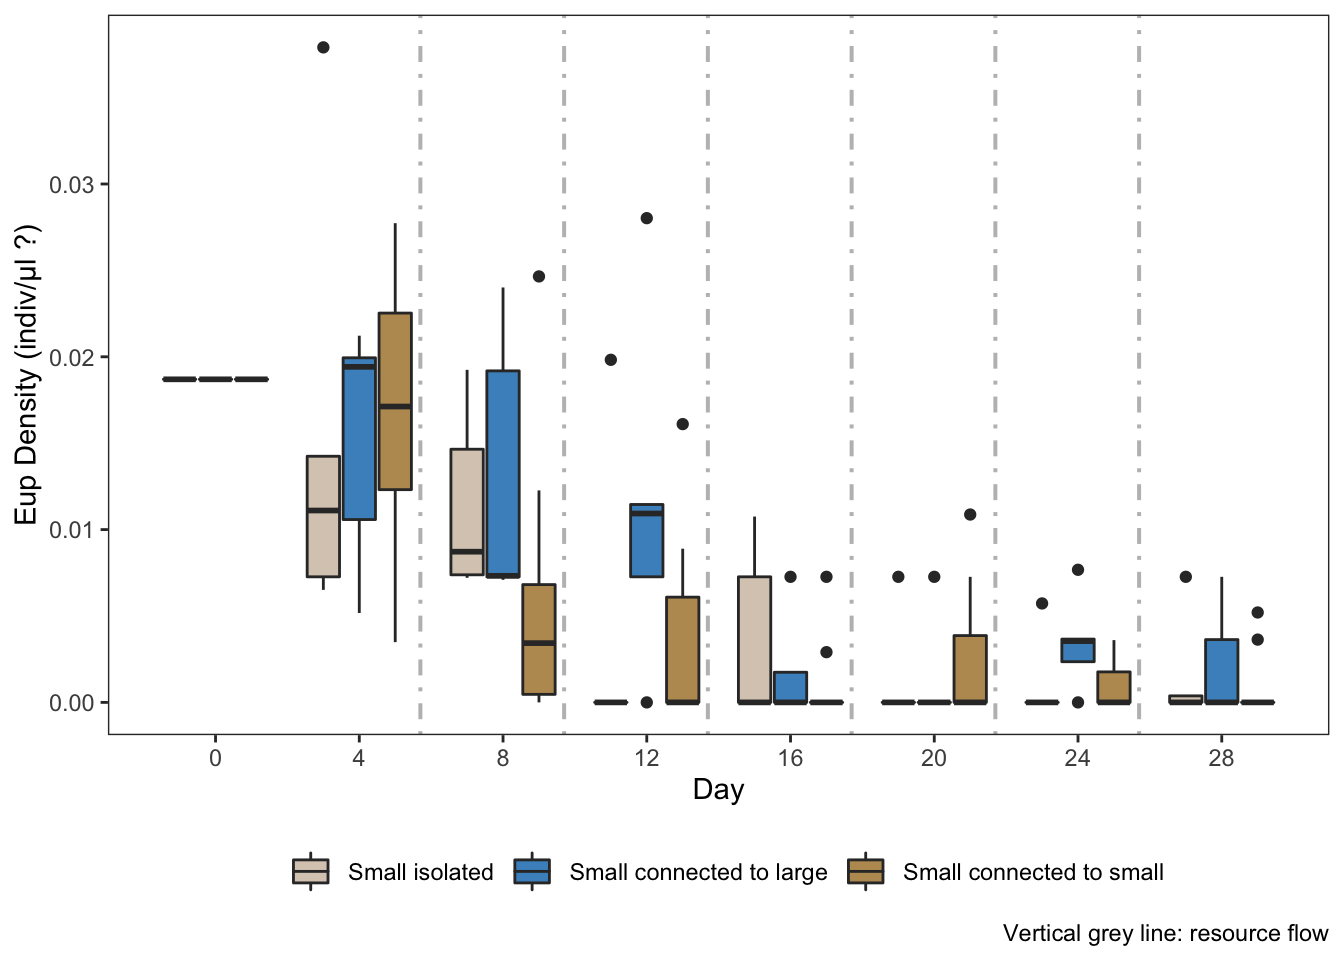 Eup Density (indiv/µl ?)
0.03
0.02
0.01
0.00
0 4 8 12 16 20 24 28
Day
Small isolated Small connected to large Small connected to small
Vertical grey line: resource flow